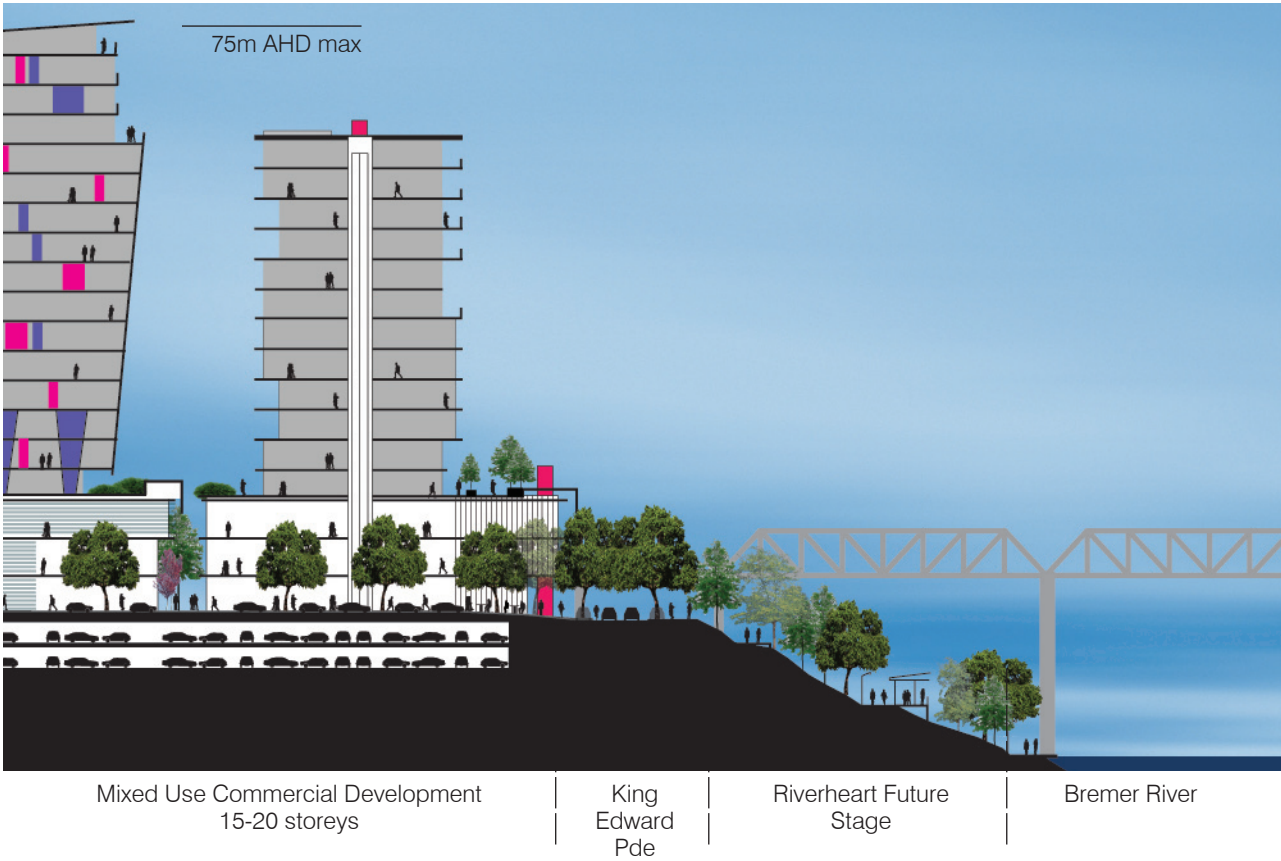 75m AHD max
Mixed Use Commercial Development
15-20 storeys
King
Edward
Pde
Riverheart Future
Stage
Bremer River